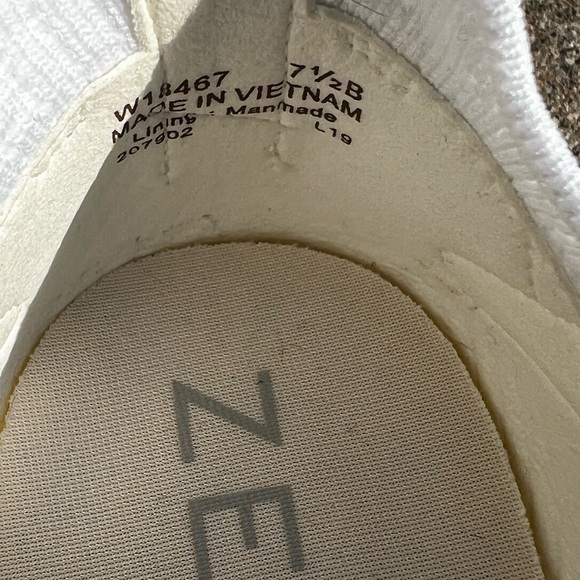 W18467 7½B
MADE IN VIETNAM
Lining : Manmade
207902 L19
ZE